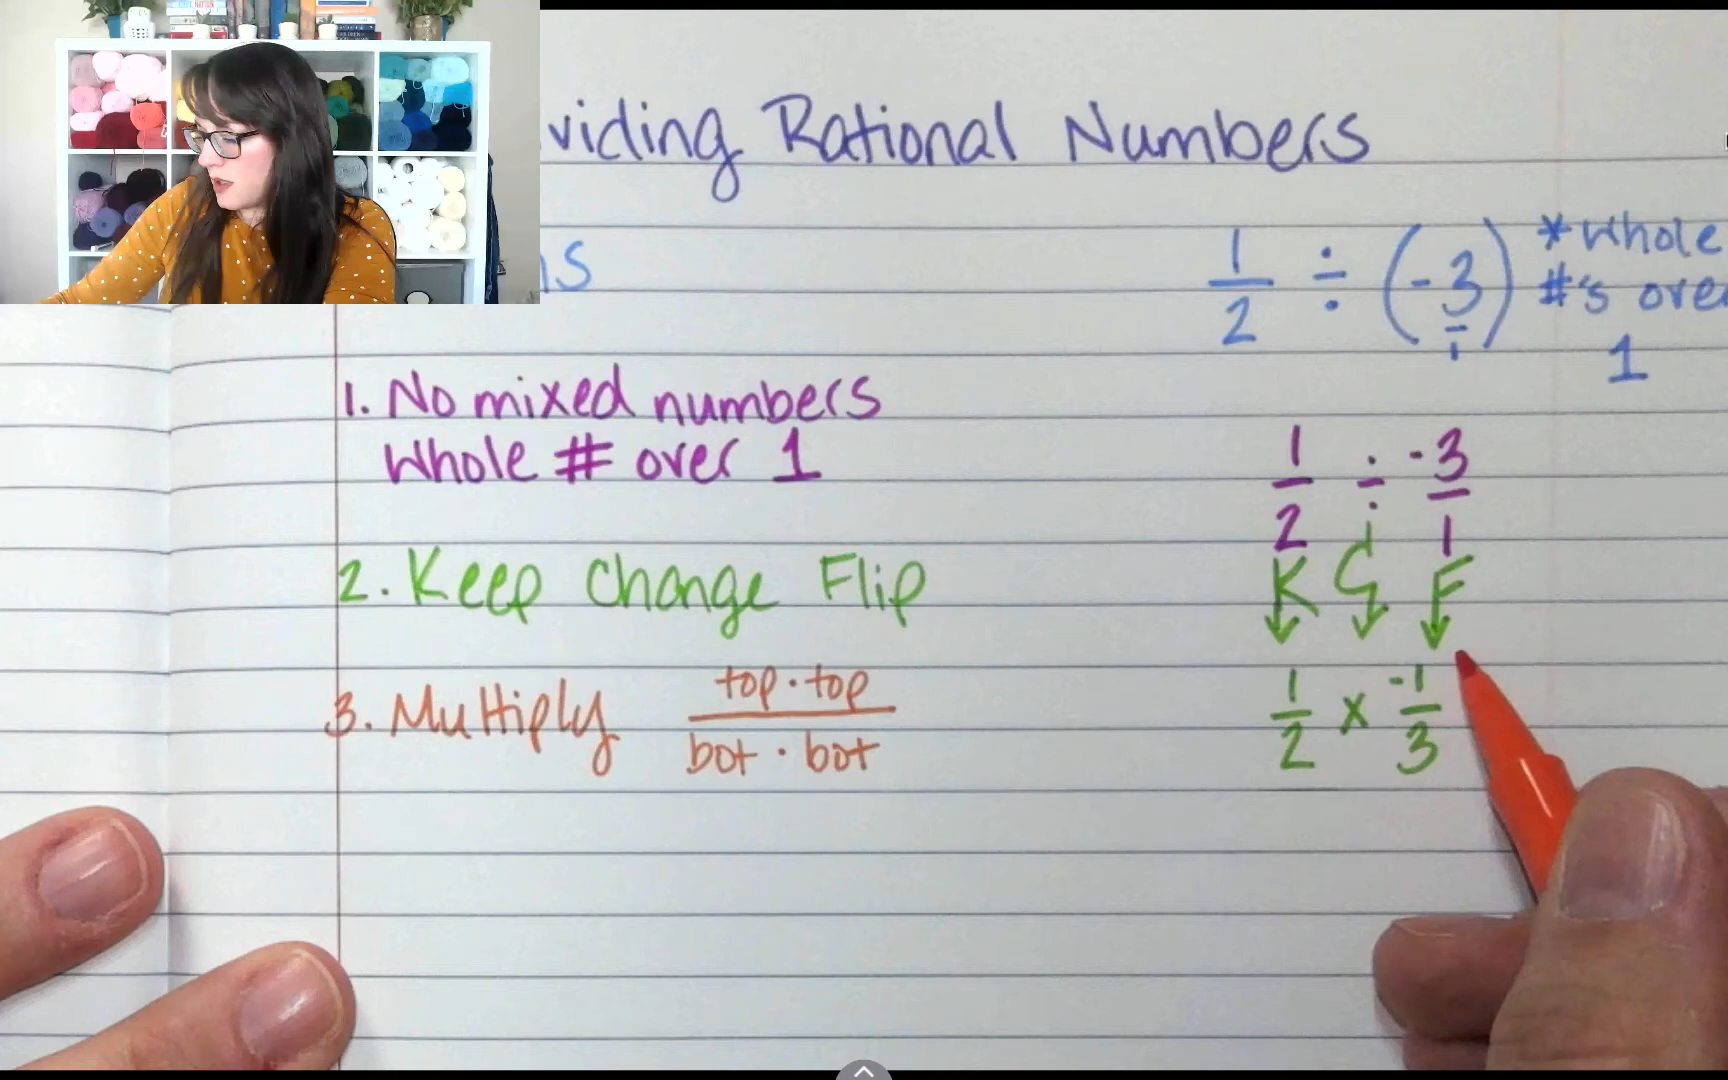 viding Rational Numbers
1/2 ÷ (-3/1) *whole
#'s over
1
1. No mixed numbers
Whole # over 1
1/2 ÷ -3/1
2. Keep Change Flip
K C F
3. Multiply top · top / bot · bot
1/2 x -1/3